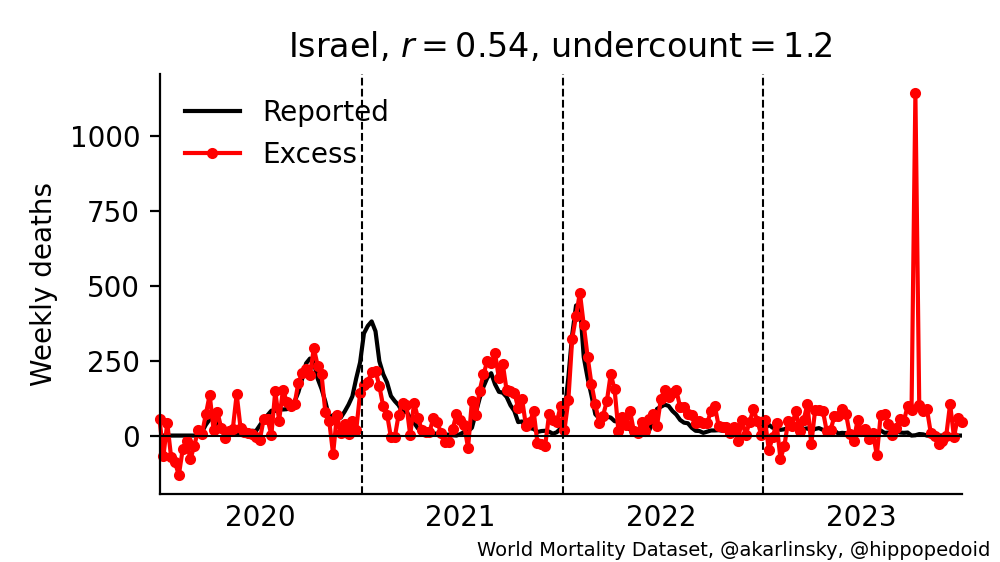 Israel, r = 0.54, undercount = 1.2
Reported
Excess
Weekly deaths
1000
750
500
250
0
2020
2021
2022
2023
World Mortality Dataset, @akarlinsky, @hippopedoid